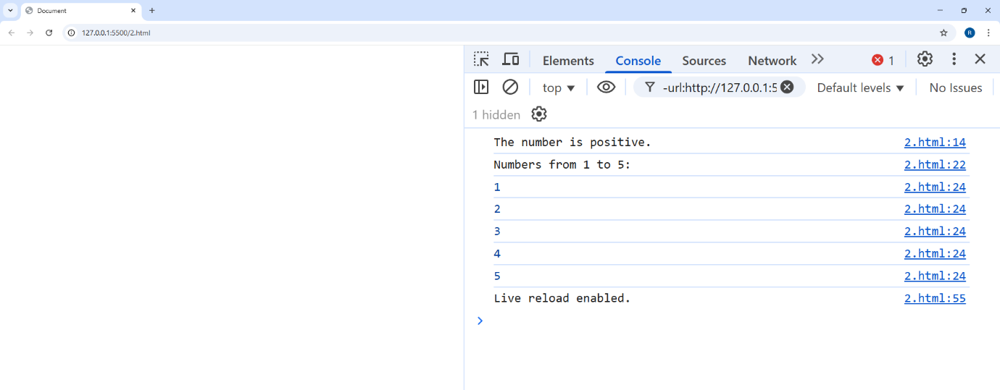 Document
127.0.0.1:5500/2.html
R
Elements Console Sources Network 1
top -url:http://127.0.0.1:5 Default levels No Issues
1 hidden
The number is positive. 2.html:14
Numbers from 1 to 5: 2.html:22
1 2.html:24
2 2.html:24
3 2.html:24
4 2.html:24
5 2.html:24
Live reload enabled. 2.html:55